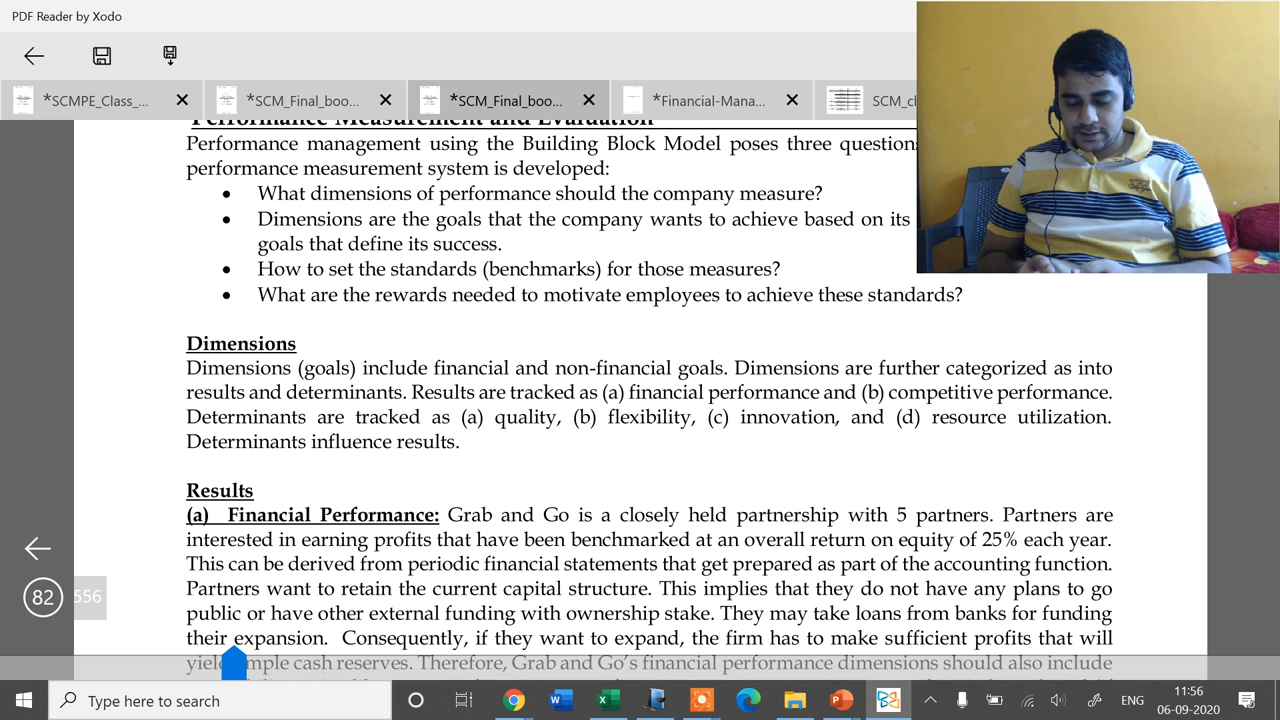 PDF Reader by Xodo
*SCMPE_Class_...
*SCM_Final_boo...
*SCM_Final_boo...
*Financial-Mana...
SCM_cl
Performance Measurement and Evaluation
Performance management using the Building Block Model poses three question
performance measurement system is developed:
• What dimensions of performance should the company measure?
• Dimensions are the goals that the company wants to achieve based on its
goals that define its success.
• How to set the standards (benchmarks) for those measures?
• What are the rewards needed to motivate employees to achieve these standards?
Dimensions
Dimensions (goals) include financial and non-financial goals. Dimensions are further categorized as into
results and determinants. Results are tracked as (a) financial performance and (b) competitive performance.
Determinants are tracked as (a) quality, (b) flexibility, (c) innovation, and (d) resource utilization.
Determinants influence results.
Results
(a) Financial Performance: Grab and Go is a closely held partnership with 5 partners. Partners are
interested in earning profits that have been benchmarked at an overall return on equity of 25% each year.
This can be derived from periodic financial statements that get prepared as part of the accounting function.
Partners want to retain the current capital structure. This implies that they do not have any plans to go
public or have other external funding with ownership stake. They may take loans from banks for funding
their expansion. Consequently, if they want to expand, the firm has to make sufficient profits that will
cash reserves. Therefore, Grab and Go's financial performance dimensions should also include
82 556
Type here to search
ENG
11:56
06-09-2020